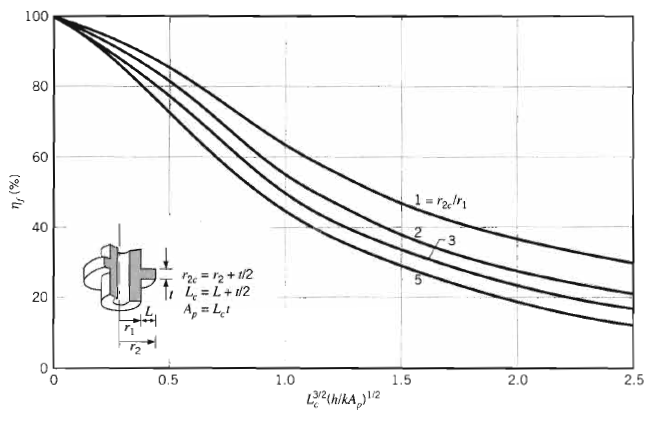 100
80
60
40
20
0
η_f (%)
1 = r_2c/r_1
2
3
5
r_2c = r_2 + t/2
L_c = L + t/2
A_p = L_c t
t
L
r_1
r_2
0
0.5
1.0
1.5
2.0
2.5
L_c^3/2 (h/kA_p)^1/2